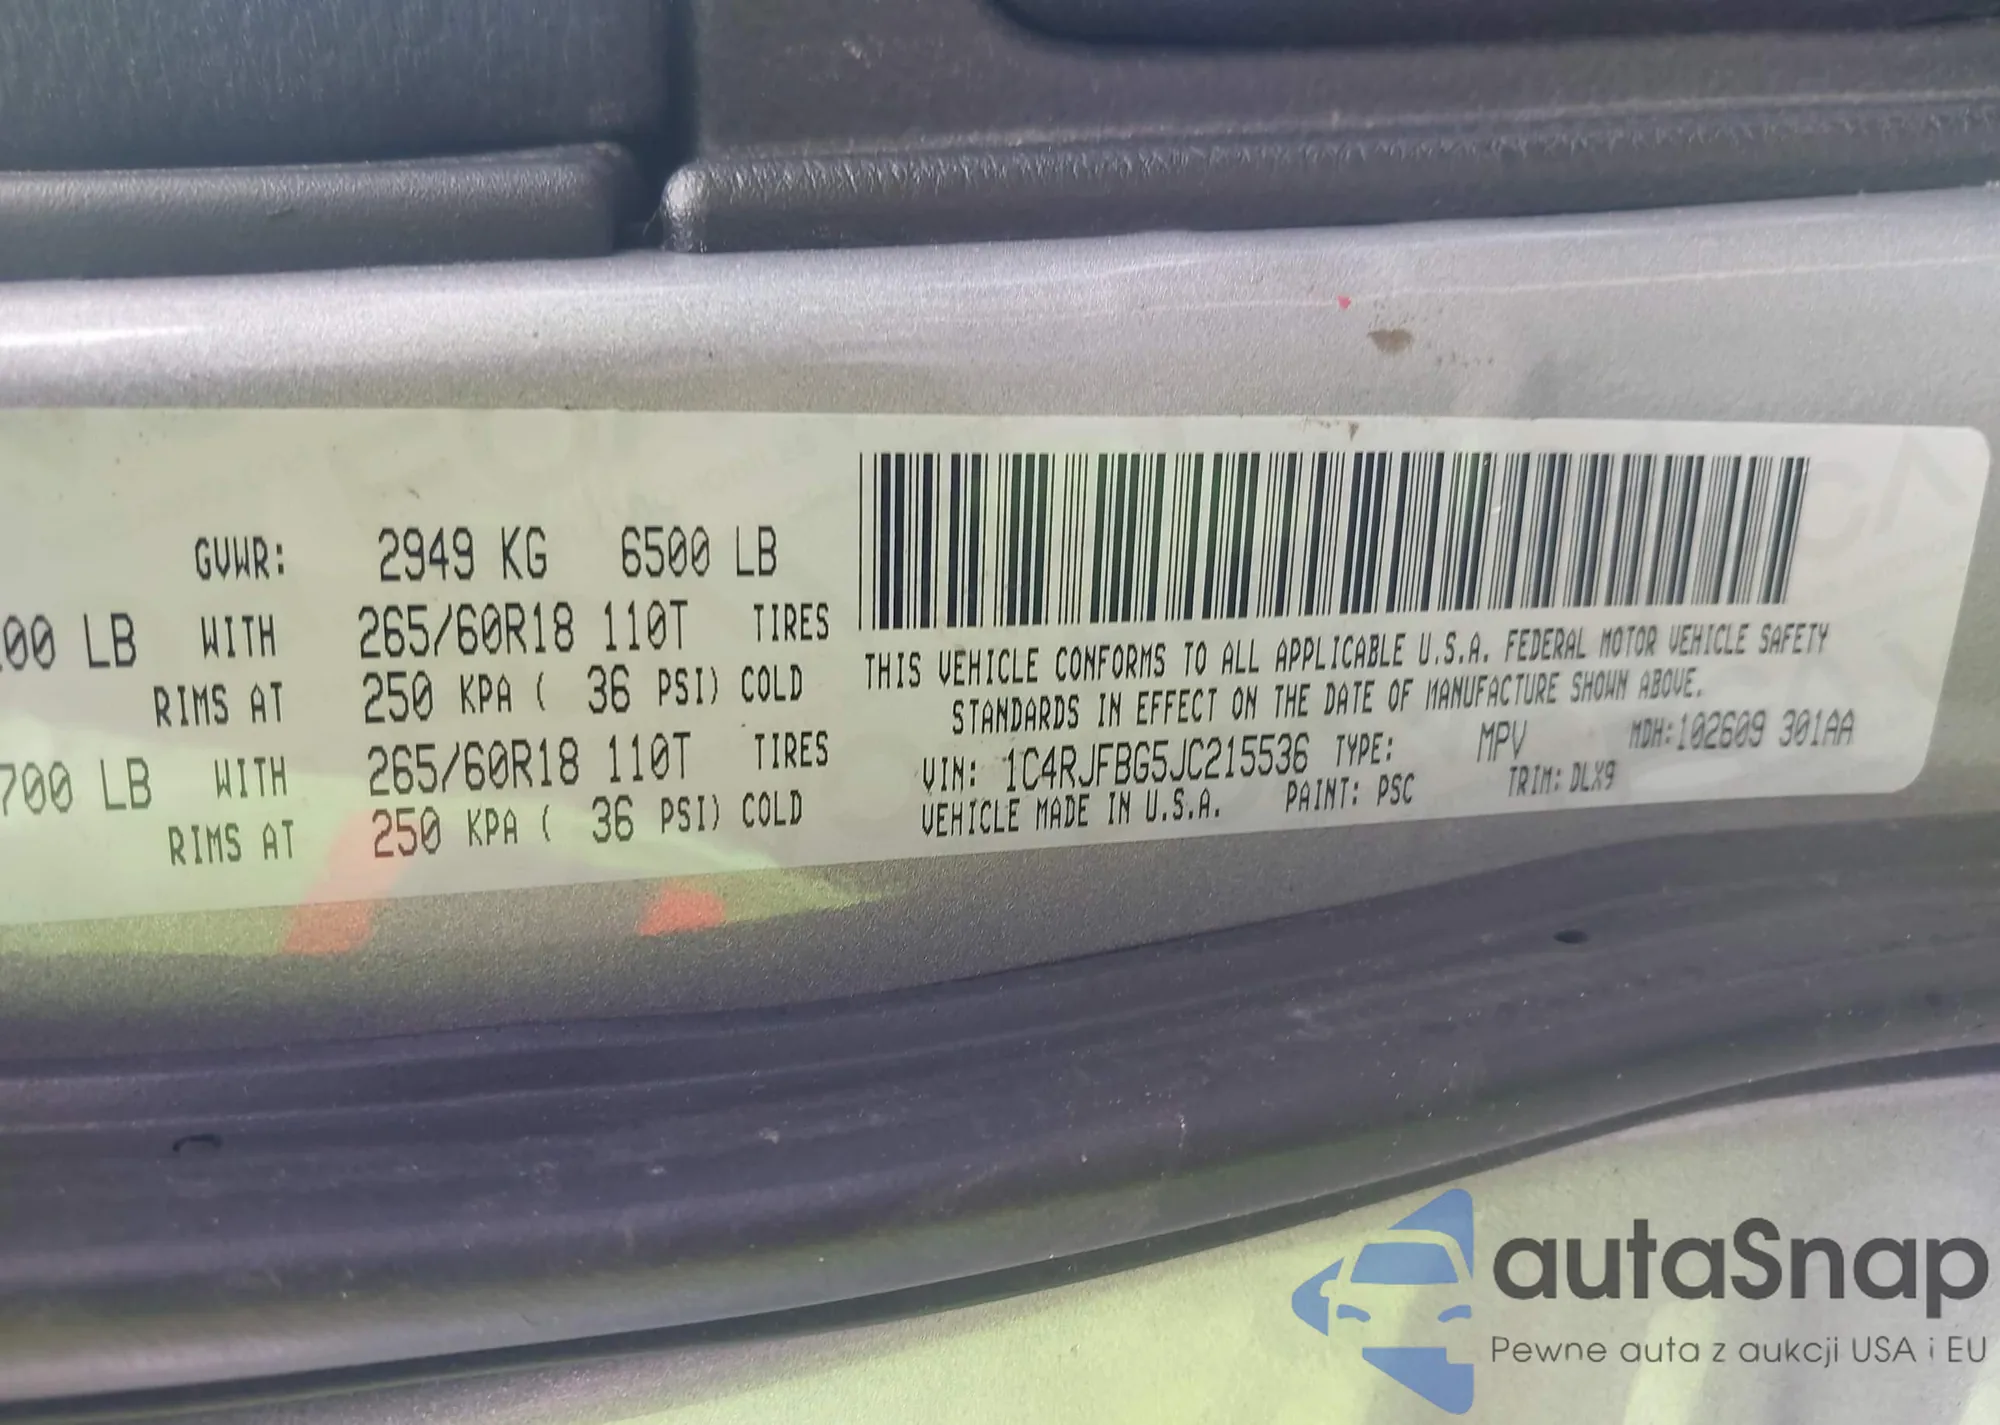 GVWR: 2949 KG 6500 LB
00 LB WITH 265/60R18 110T TIRES
RIMS AT 250 KPA ( 36 PSI) COLD
700 LB WITH 265/60R18 110T TIRES
RIMS AT 250 KPA ( 36 PSI) COLD
THIS VEHICLE CONFORMS TO ALL APPLICABLE U.S.A. FEDERAL MOTOR VEHICLE SAFETY
STANDARDS IN EFFECT ON THE DATE OF MANUFACTURE SHOWN ABOVE.
VIN: 1C4RJFBG5JC215536 TYPE: MPV MDH:102609 301AA
VEHICLE MADE IN U.S.A. PAINT: PSC TRIM: DLX9
autaSnap
Pewne auta z aukcji USA i EU